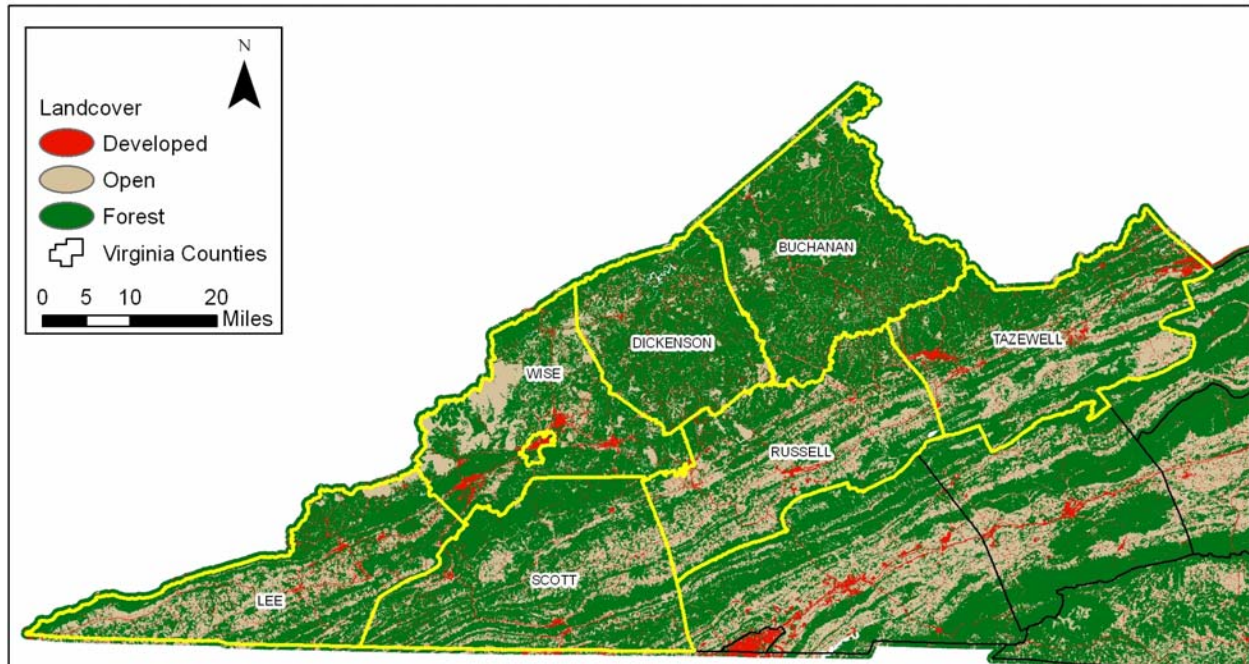 N
Landcover
Developed
Open
Forest
Virginia Counties
0 5 10 20
Miles
BUCHANAN
DICKENSON
TAZEWELL
WISE
RUSSELL
SCOTT
LEE